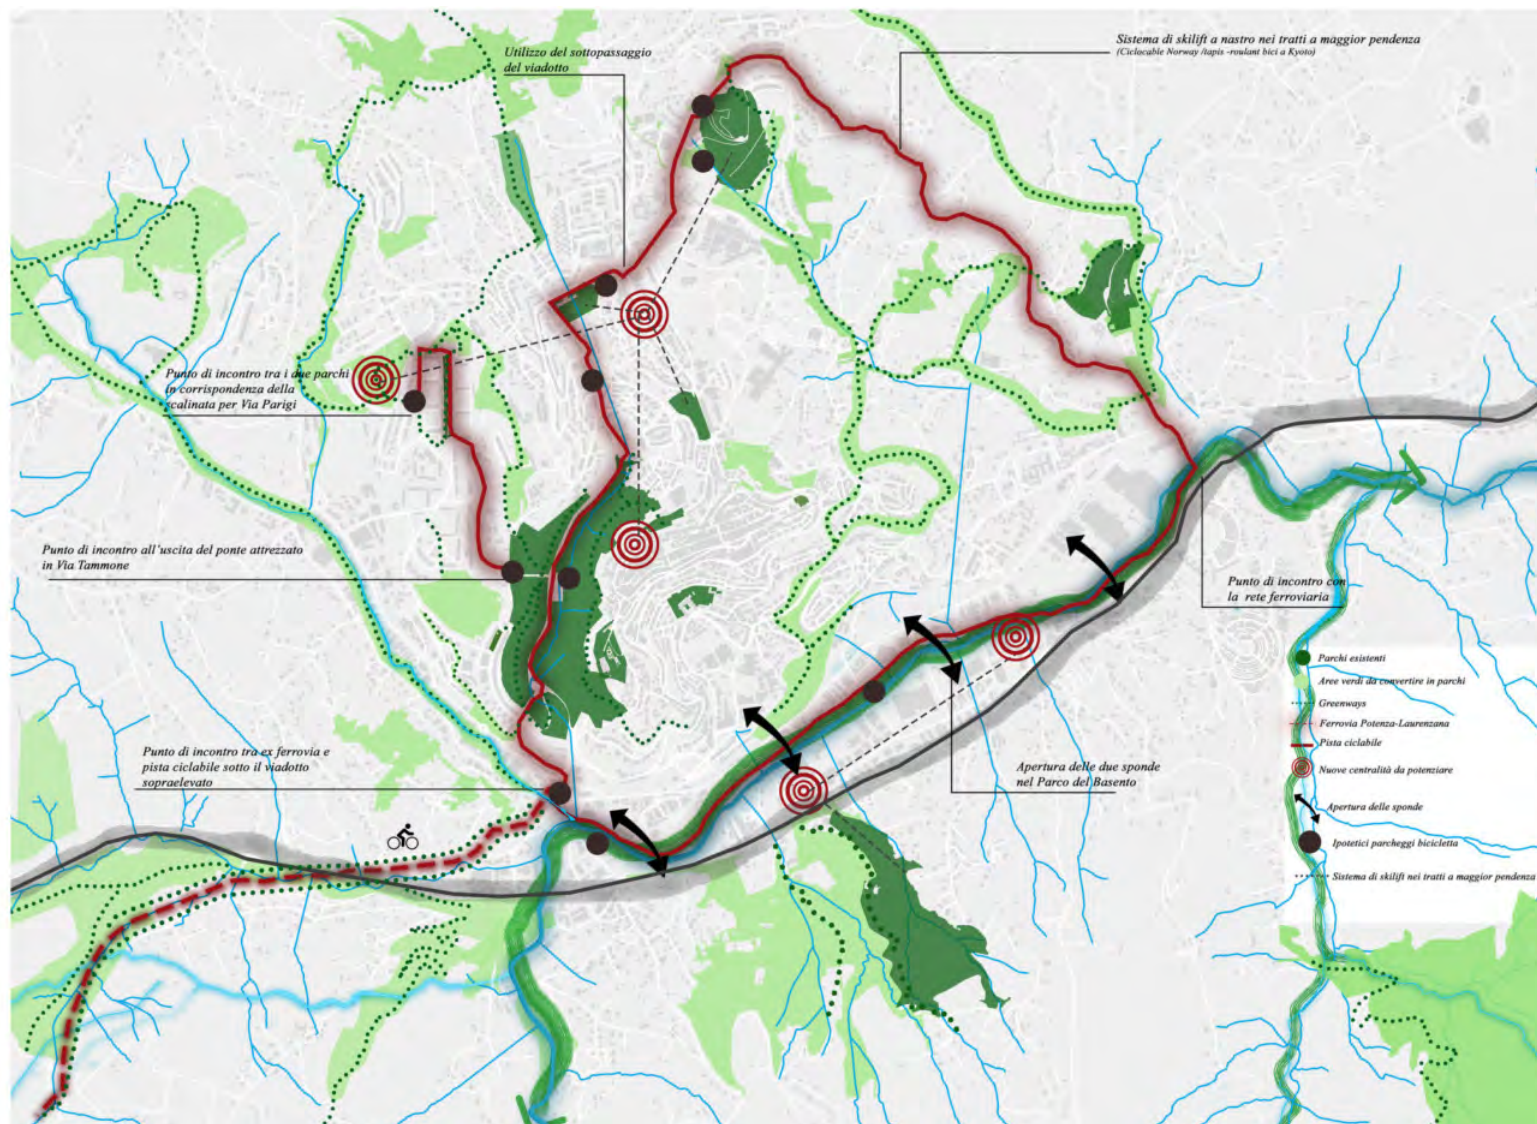 Utilizzo del sottopassaggio
del viadotto
Sistema di skilift a nastro nei tratti a maggior pendenza
(Ciclocable Norway /tapis -roulant bici a Kyoto)
Punto di incontro tra i due parchi
in corrispondenza della
scalinata per Via Parigi
Punto di incontro all'uscita del ponte attrezzato
in Via Tammone
Punto di incontro con
la rete ferroviaria
Punto di incontro tra ex ferrovia e
pista ciclabile sotto il viadotto
sopraelevato
Apertura delle due sponde
nel Parco del Basento
Parchi esistenti
Aree verdi da convertire in parchi
Greenways
Ferrovia Potenza-Laurenzana
Pista ciclabile
Nuove centralità da potenziare
Apertura delle sponde
Ipotetici parcheggi bicicletta
Sistema di skilift nei tratti a maggior pendenza